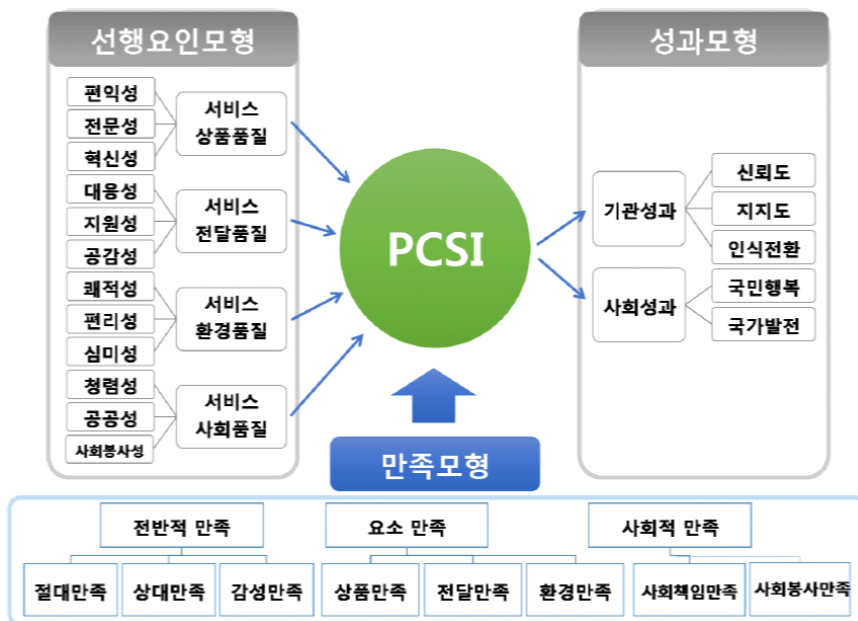 선행요인모형
편익성
전문성
혁신성
서비스
상품품질
대응성
지원성
공감성
서비스
전달품질
쾌적성
편리성
심미성
서비스
환경품질
청렴성
공공성
사회봉사성
서비스
사회품질
PCSI
성과모형
기관성과
신뢰도
지지도
인식전환
사회성과
국민행복
국가발전
만족모형
전반적 만족
절대만족
상대만족
감성만족
요소 만족
상품만족
전달만족
환경만족
사회적 만족
사회책임만족
사회봉사만족